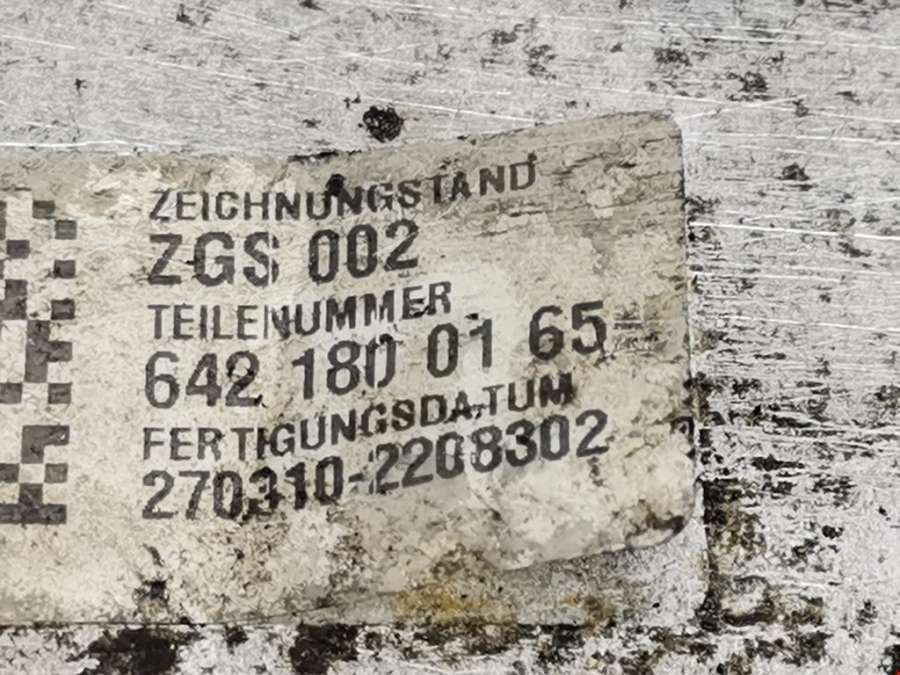 ZEICHNUNGSTAND
ZGS 002
TEILENUMMER
642 180 01 65
FERTIGUNGSDATUM
270310-2208302